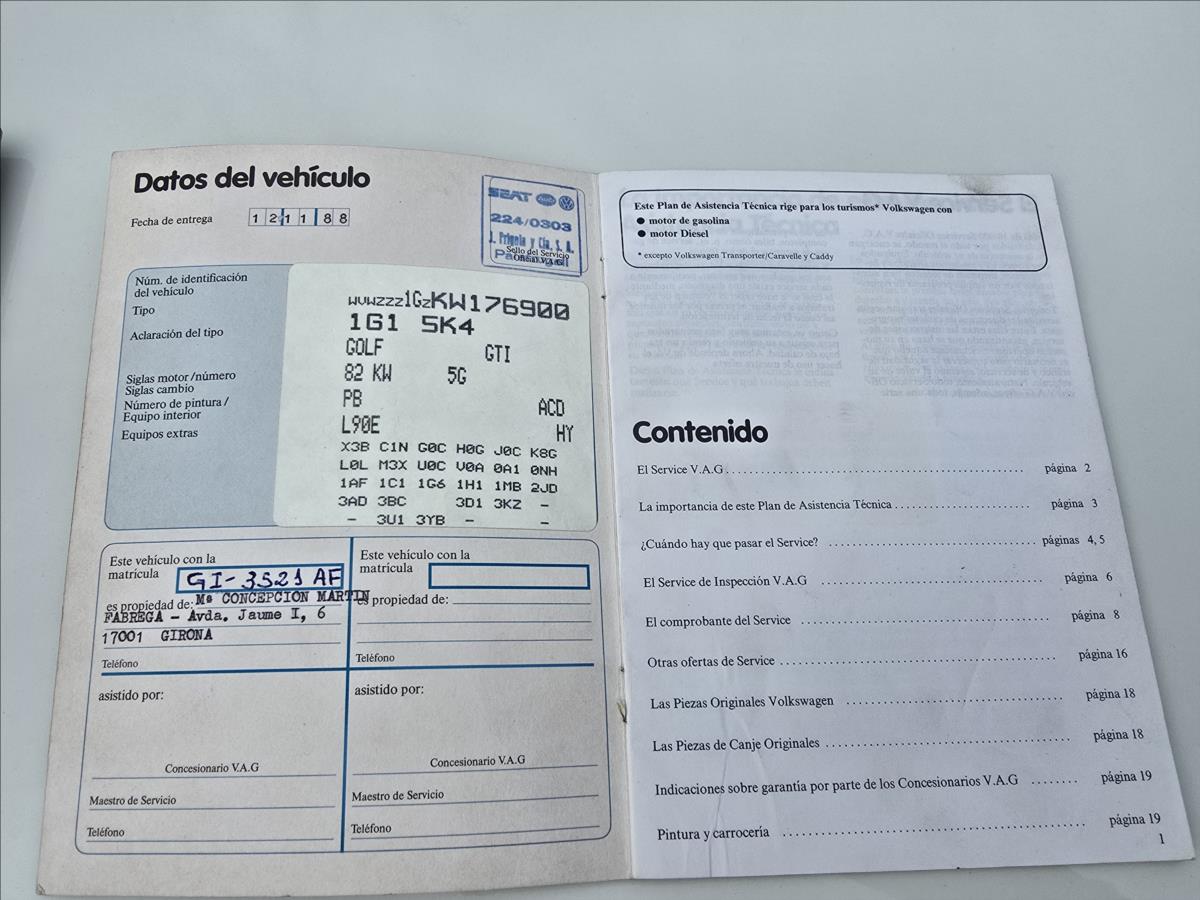 Datos del vehículo
Fecha de entrega 1 2 1 1 8 8
SEAT
224/0303
J. Prigola y Cia, S. A.
Sello del Servicio
Oficial V.A.G
Núm. de identificación
del vehículo
Tipo
Aclaración del tipo
Siglas motor/número
Siglas cambio
Número de pintura/
Equipo interior
Equipos extras
WVWZZZ1GZKW176900
1G1 5K4
GOLF GTI
82 KW 5G
PB ACD
L90E HY
X3B C1N G0C H0G J0C K8G
L0L M3X U0C V0A 0A1 0NH
1AF 1C1 1G6 1H1 1MB 2JD
3AD 3BC 3D1 3KZ -
- 3U1 3YB - -
Este vehículo con la
matrícula GI-3521 AF
es propiedad de: Mª CONCEPCION MARTIN
FABREGA - Avda. Jaume I, 6
17001 GIRONA
Teléfono
asistido por:
Concesionario V.A.G
Maestro de Servicio
Teléfono
Este vehículo con la
matrícula
es propiedad de:
Teléfono
asistido por:
Concesionario V.A.G
Maestro de Servicio
Teléfono
Este Plan de Asistencia Técnica rige para los turismos* Volkswagen con
● motor de gasolina
● motor Diesel
* excepto Volkswagen Transporter/Caravelle y Caddy
Contenido
El Service V.A.G página 2
La importancia de este Plan de Asistencia Técnica página 3
¿Cuándo hay que pasar el Service? páginas 4, 5
El Service de Inspección V.A.G página 6
El comprobante del Service página 8
Otras ofertas de Service página 16
Las Piezas Originales Volkswagen página 18
Las Piezas de Canje Originales página 18
Indicaciones sobre garantía por parte de los Concesionarios V.A.G página 19
Pintura y carrocería página 19
1